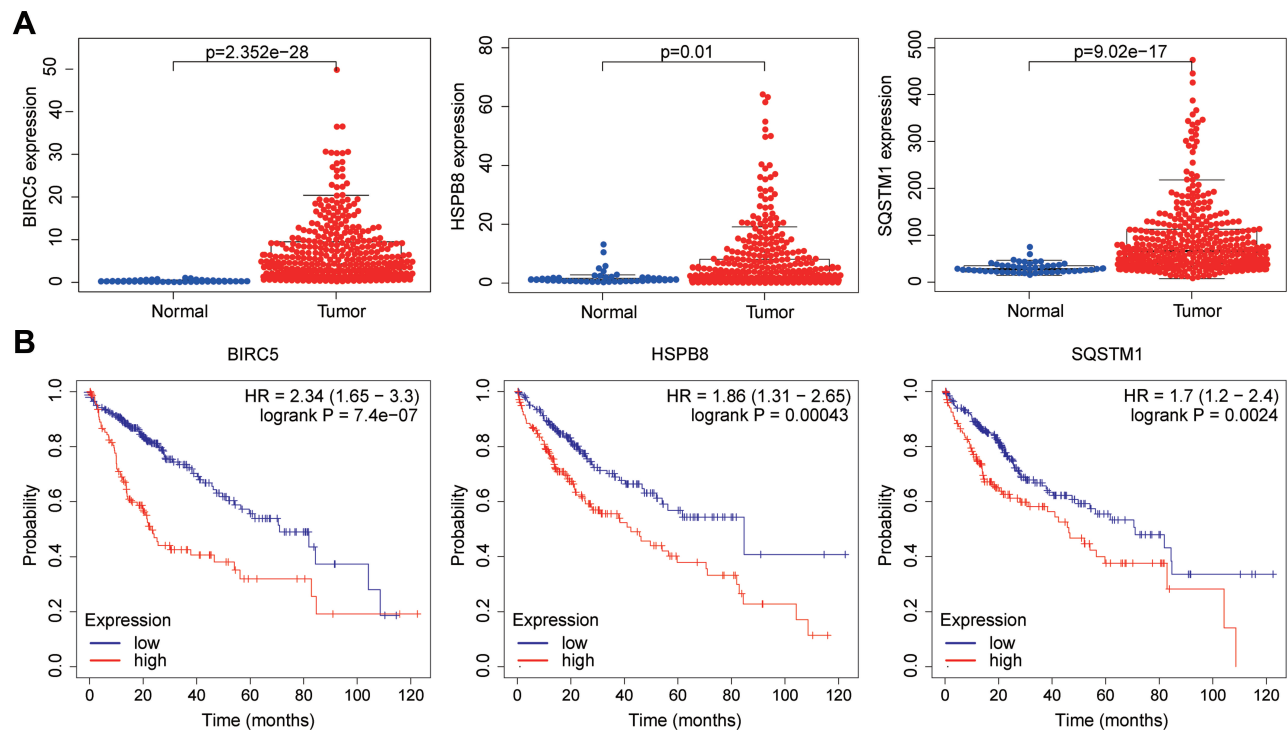 A
p=2.352e−28
BIRC5 expression
0
10
20
30
40
50
Normal
Tumor
p=0.01
HSPB8 expression
0
20
40
60
80
Normal
Tumor
p=9.02e−17
SQSTM1 expression
0
100
200
300
400
500
Normal
Tumor
B
BIRC5
HR = 2.34 (1.65 − 3.3)
logrank P = 7.4e−07
Probability
0.0
0.2
0.4
0.6
0.8
1.0
Expression
low
high
0
20
40
60
80
100
120
Time (months)
HSPB8
HR = 1.86 (1.31 − 2.65)
logrank P = 0.00043
Probability
0.0
0.2
0.4
0.6
0.8
1.0
Expression
low
high
0
20
40
60
80
100
120
Time (months)
SQSTM1
HR = 1.7 (1.2 − 2.4)
logrank P = 0.0024
Probability
0.0
0.2
0.4
0.6
0.8
1.0
Expression
low
high
0
20
40
60
80
100
120
Time (months)